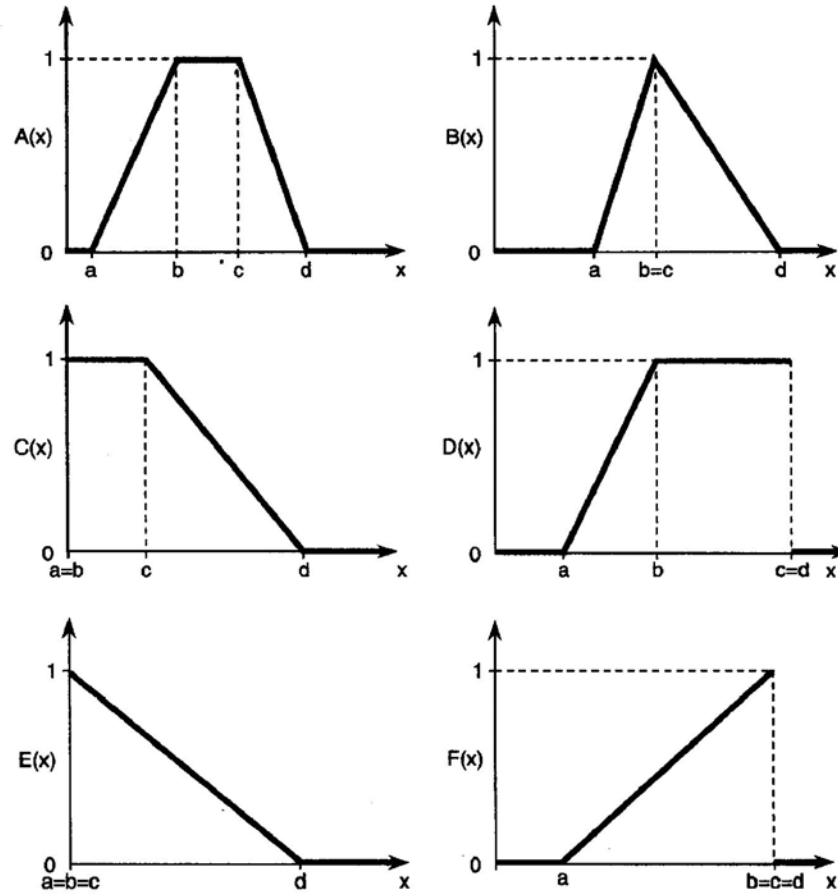 1
A(x)
0
a b c d x
1
B(x)
0
a b=c d x
1
C(x)
0
a=b c d x
1
D(x)
0
a b c=d x
1
E(x)
0
a=b=c d x
1
F(x)
0
a b=c=d x